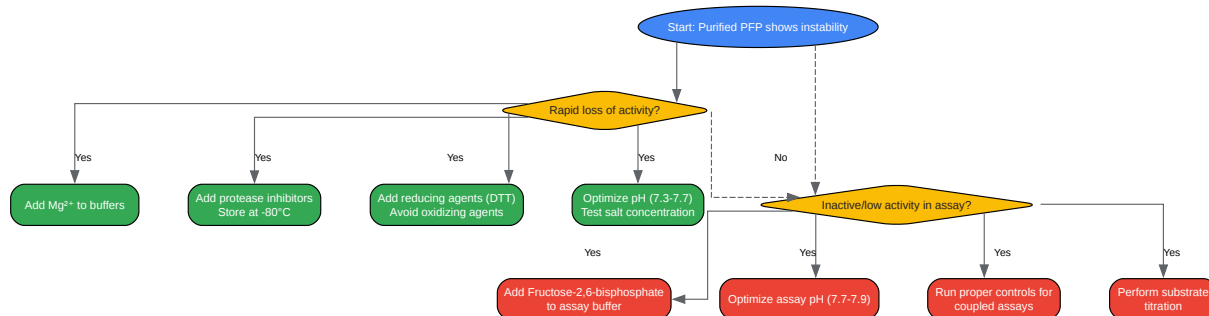 Start: Purified PFP shows instability
Rapid loss of activity?
Yes
Yes
Yes
Yes
No
Add Mg²⁺ to buffers
Add protease inhibitors
Store at -80°C
Add reducing agents (DTT)
Avoid oxidizing agents
Optimize pH (7.3-7.7)
Test salt concentration
Inactive/low activity in assay?
Yes
Yes
Yes
Yes
Add Fructose-2,6-bisphosphate
to assay buffer
Optimize assay pH (7.7-7.9)
Run proper controls for
coupled assays
Perform substrate
titration